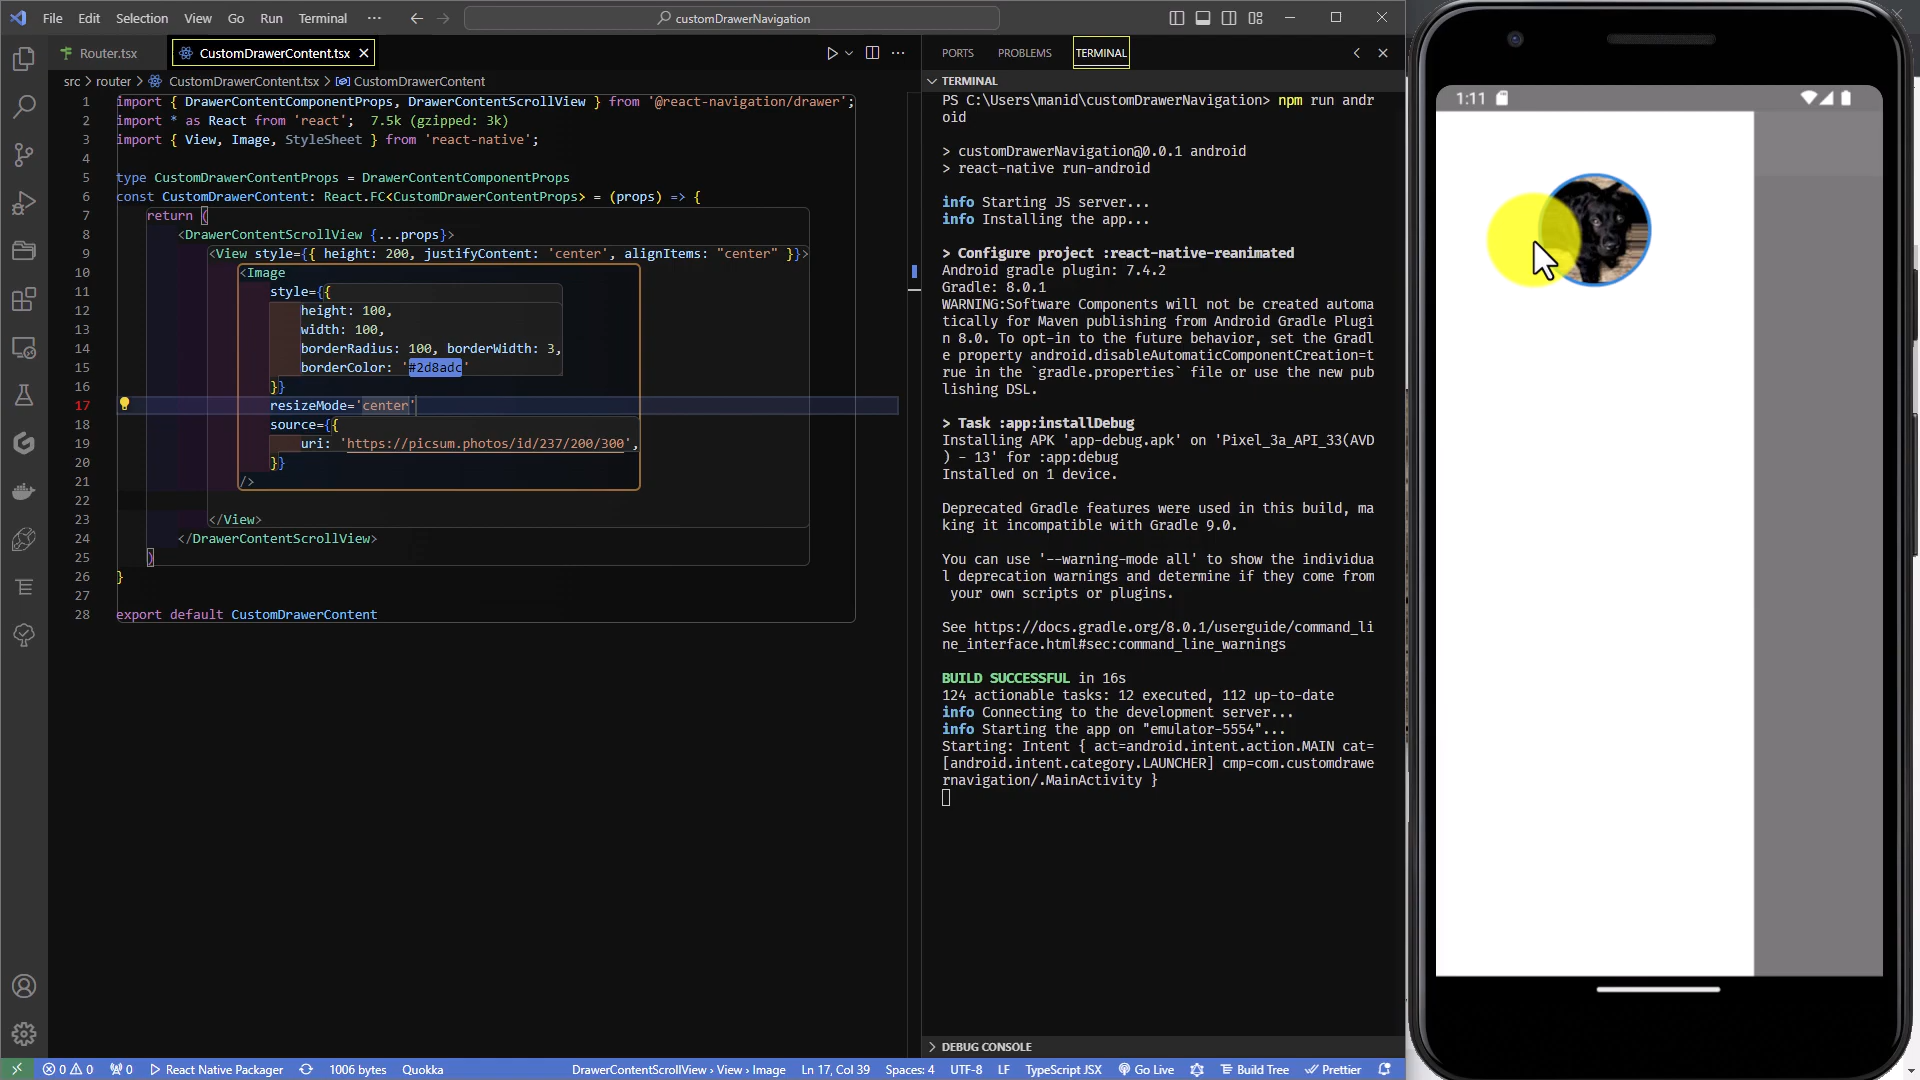 File Edit Selection View Go Run Terminal ···
customDrawerNavigation
Router.tsx
CustomDrawerContent.tsx
src > router > CustomDrawerContent.tsx > CustomDrawerContent
1 import { DrawerContentComponentProps, DrawerContentScrollView } from '@react-navigation/drawer';
2 import * as React from 'react'; 7.5k (gzipped: 3k)
3 import { View, Image, StyleSheet } from 'react-native';
4
5 type CustomDrawerContentProps = DrawerContentComponentProps
6 const CustomDrawerContent: React.FC<CustomDrawerContentProps> = (props) => {
7 return (
8 <DrawerContentScrollView {...props}>
9 <View style={{ height: 200, justifyContent: 'center', alignItems: "center" }}>
10 <Image
11 style={{
12 height: 100,
13 width: 100,
14 borderRadius: 100, borderWidth: 3,
15 borderColor: '#2d8adc'
16 }}
17 resizeMode='center'
18 source={{
19 uri: 'https://picsum.photos/id/237/200/300',
20 }}
21 />
22
23 </View>
24 </DrawerContentScrollView>
25 )
26 }
27
28 export default CustomDrawerContent
PORTS PROBLEMS TERMINAL
TERMINAL
PS C:\Users\manid\customDrawerNavigation> npm run andr
oid
> customDrawerNavigation@0.0.1 android
> react-native run-android
info Starting JS server...
info Installing the app...
> Configure project :react-native-reanimated
Android gradle plugin: 7.4.2
Gradle: 8.0.1
WARNING:Software Components will not be created automa
tically for Maven publishing from Android Gradle Plugi
n 8.0. To opt-in to the future behavior, set the Gradl
e property android.disableAutomaticComponentCreation=t
rue in the `gradle.properties` file or use the new pub
lishing DSL.
> Task :app:installDebug
Installing APK 'app-debug.apk' on 'Pixel_3a_API_33(AVD
) - 13' for :app:debug
Installed on 1 device.
Deprecated Gradle features were used in this build, ma
king it incompatible with Gradle 9.0.
You can use '--warning-mode all' to show the individua
l deprecation warnings and determine if they come from
your own scripts or plugins.
See https://docs.gradle.org/8.0.1/userguide/command_li
ne_interface.html#sec:command_line_warnings
BUILD SUCCESSFUL in 16s
124 actionable tasks: 12 executed, 112 up-to-date
info Connecting to the development server...
info Starting the app on "emulator-5554"...
Starting: Intent { act=android.intent.action.MAIN cat=
[android.intent.category.LAUNCHER] cmp=com.customdrawe
rnavigation/.MainActivity }
DEBUG CONSOLE
1:11
0 0 0 React Native Packager 1006 bytes Quokka DrawerContentScrollView › View › Image Ln 17, Col 39 Spaces: 4 UTF-8 LF TypeScript JSX Go Live Build Tree Prettier